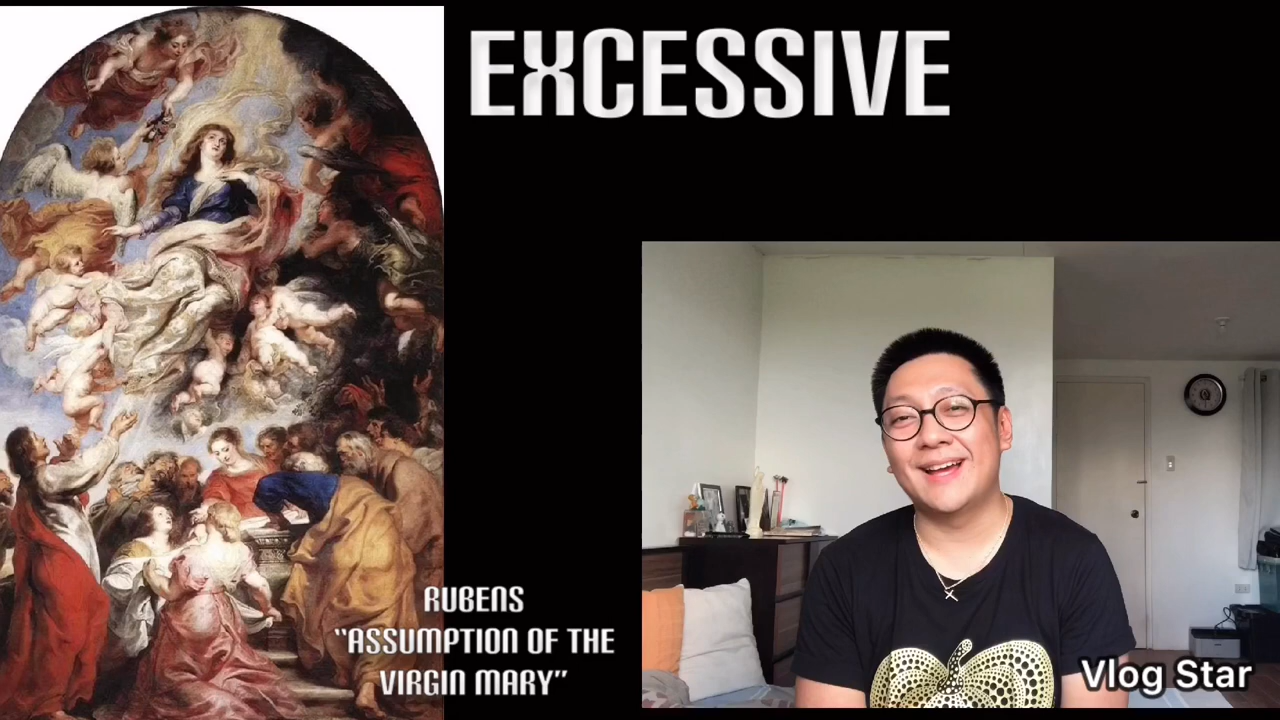 EXCESSIVE
RUBENS
"ASSUMPTION OF THE
VIRGIN MARY"
Vlog Star